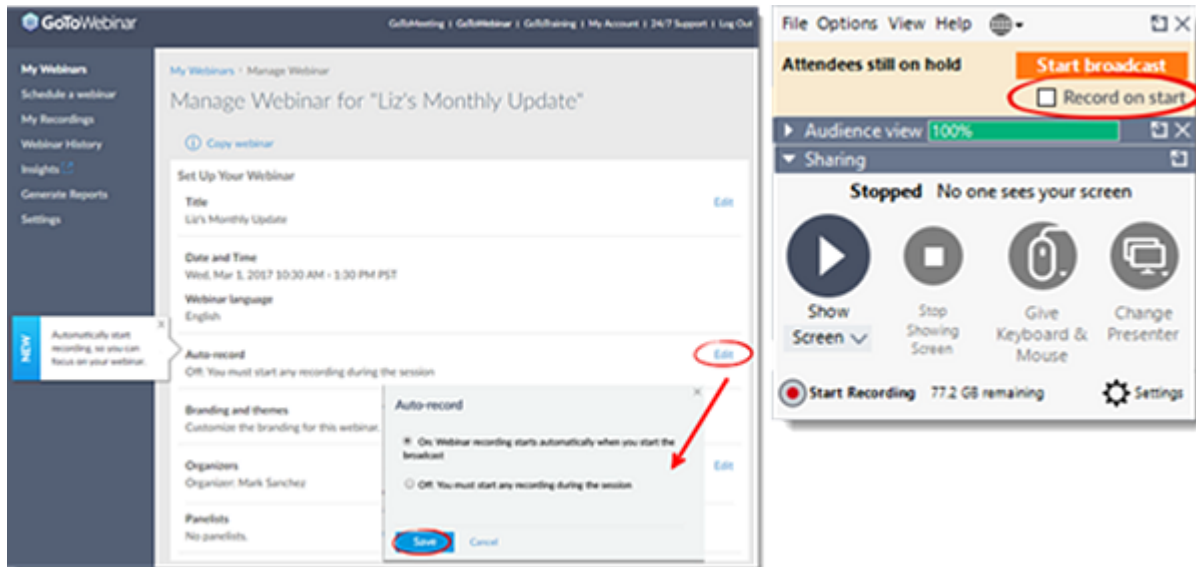 GoToWebinar
GoToMeeting | GoToWebinar | GoToTraining | My Account | 24/7 Support | Log Out
My Webinars
Schedule a webinar
My Recordings
Webinar History
Insights
Generate Reports
Settings
NEW
Automatically start
recording, so you can
focus on your webinar.
X
My Webinars › Manage Webinar
Manage Webinar for "Liz's Monthly Update"
Copy webinar
Set Up Your Webinar
Title
Edit
Liz's Monthly Update
Date and Time
Wed, Mar 1, 2017 10:30 AM - 1:30 PM PST
Webinar language
English
Auto-record
Edit
Off: You must start any recording during the session
Branding and themes
Customize the branding for this webinar.
Organizers
Edit
Organizer: Mark Sanchez
Panelists
No panelists.
Auto-record
On: Webinar recording starts automatically when you start the
broadcast
Off: You must start any recording during the session
Save Cancel
File Options View Help
Attendees still on hold
Start broadcast
Record on start
Audience view 100%
Sharing
Stopped No one sees your screen
Show
Screen
Stop
Showing
Screen
Give
Keyboard &
Mouse
Change
Presenter
Start Recording 77.2 GB remaining
Settings